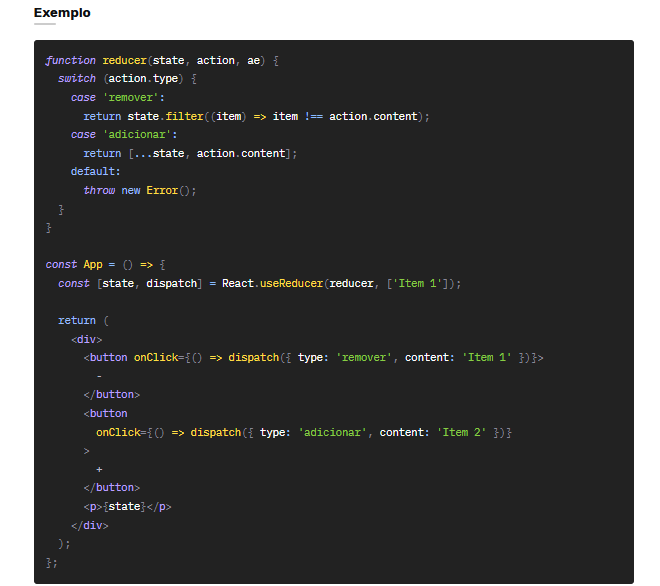 Exemplo
function reducer(state, action, ae) {
  switch (action.type) {
    case 'remover':
      return state.filter((item) => item !== action.content);
    case 'adicionar':
      return [...state, action.content];
    default:
      throw new Error();
  }
}
const App = () => {
  const [state, dispatch] = React.useReducer(reducer, ['Item 1']);
  return (
    <div>
      <button onClick={() => dispatch({ type: 'remover', content: 'Item 1' })}>
        -
      </button>
      <button
        onClick={() => dispatch({ type: 'adicionar', content: 'Item 2' })}
      >
        +
      </button>
      <p>{state}</p>
    </div>
  );
};